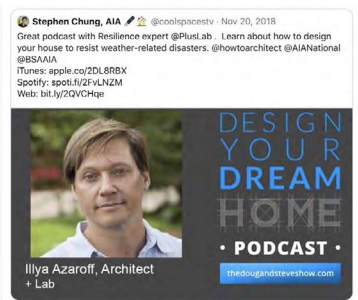 Stephen Chung, AIA 🖋️🏠 @coolspacestv · Nov 20, 2018
Great podcast with Resilience expert @PlusLab . Learn about how to design
your house to resist weather-related disasters. @howtoarchitect @AIANational
@BSAAIA
iTunes: apple.co/2DL8RBX
Spotify: spoti.fi/2FvLNZM
Web: bit.ly/2QVCHqe
DESIGN
YOUR
DREAM
HOME
• PODCAST •
thedougandsteveshow.com
Illya Azaroff, Architect
+ Lab